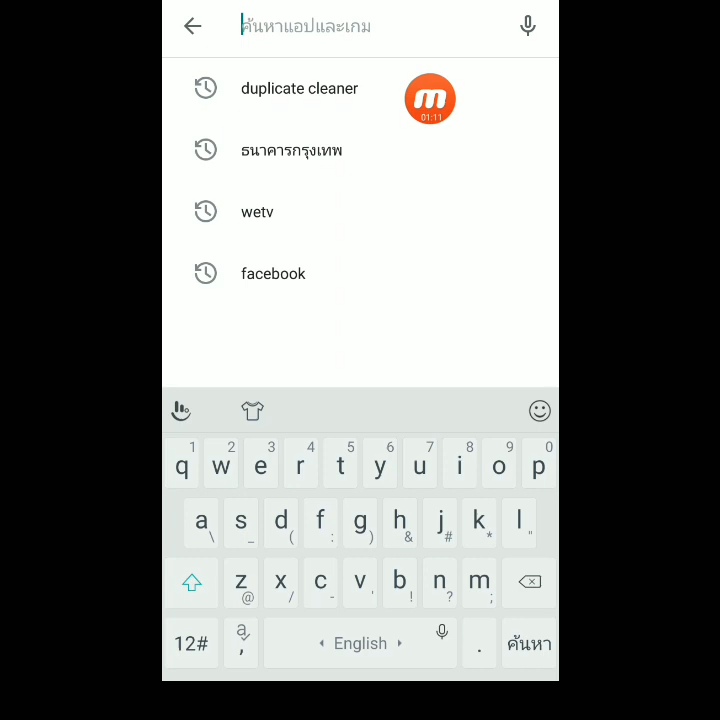 ค้นหาแอปและเกม
duplicate cleaner
m
01:11
ธนาคารกรุงเทพ
wetv
facebook
1 2 3 4 5 6 7 8 9 0
q w e r t y u i o p
a s d f g h j k l
\ _ ( : ) & # * "
z x c v b n m
@ / - ' ! ? ;
12# a , English . ค้นหา